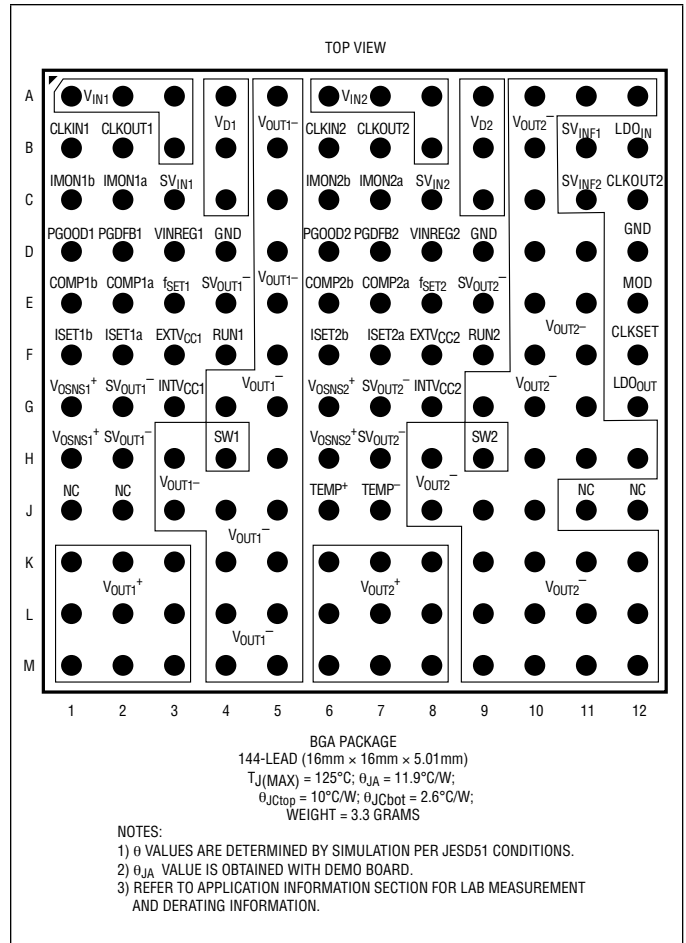 TOP VIEW
A VIN1 VD1 VOUT1– VIN2 VD2 VOUT2–
B CLKIN1 CLKOUT1 CLKIN2 CLKOUT2 SVINF1 LDOIN
C IMON1b IMON1a SVIN1 IMON2b IMON2a SVIN2 SVINF2 CLKOUT2
D PGOOD1 PGDFB1 VINREG1 GND VOUT1– PGOOD2 PGDFB2 VINREG2 GND GND
E COMP1b COMP1a fSET1 SVOUT1– COMP2b COMP2a fSET2 SVOUT2– VOUT2– MOD
F ISET1b ISET1a EXTVCC1 RUN1 ISET2b ISET2a EXTVCC2 RUN2 CLKSET
G VOSNS1+ SVOUT1– INTVCC1 VOUT1– VOSNS2+ SVOUT2– INTVCC2 VOUT2– LDOOUT
H VOSNS1+ SVOUT1– SW1 VOSNS2+ SVOUT2– SW2
J NC NC VOUT1– TEMP+ TEMP– VOUT2– NC NC
VOUT1–
K VOUT1+ VOUT2+ VOUT2–
L VOUT1–
M
1 2 3 4 5 6 7 8 9 10 11 12
BGA PACKAGE
144-LEAD (16mm × 16mm × 5.01mm)
TJ(MAX) = 125°C; θJA = 11.9°C/W;
θJCtop = 10°C/W; θJCbot = 2.6°C/W;
WEIGHT = 3.3 GRAMS
NOTES:
1) θ VALUES ARE DETERMINED BY SIMULATION PER JESD51 CONDITIONS.
2) θJA VALUE IS OBTAINED WITH DEMO BOARD.
3) REFER TO APPLICATION INFORMATION SECTION FOR LAB MEASUREMENT
AND DERATING INFORMATION.